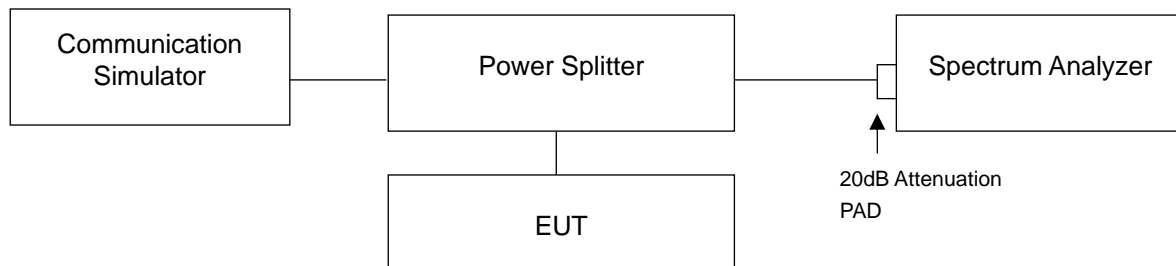 Communication
Simulator
Power Splitter
Spectrum Analyzer
EUT
20dB Attenuation
PAD